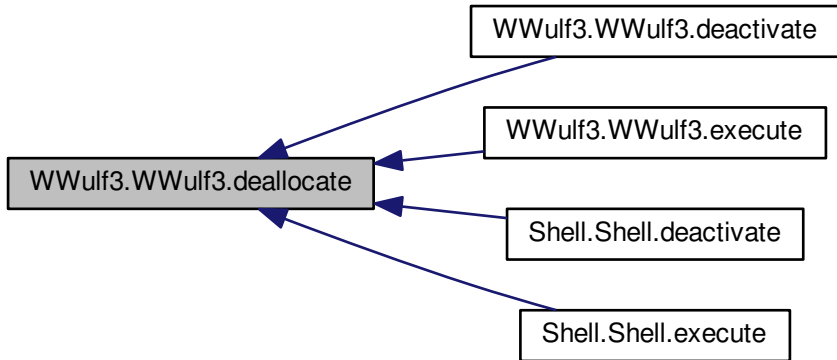 WWulf3.WWulf3.deactivate
WWulf3.WWulf3.execute
WWulf3.WWulf3.deallocate
Shell.Shell.deactivate
Shell.Shell.execute